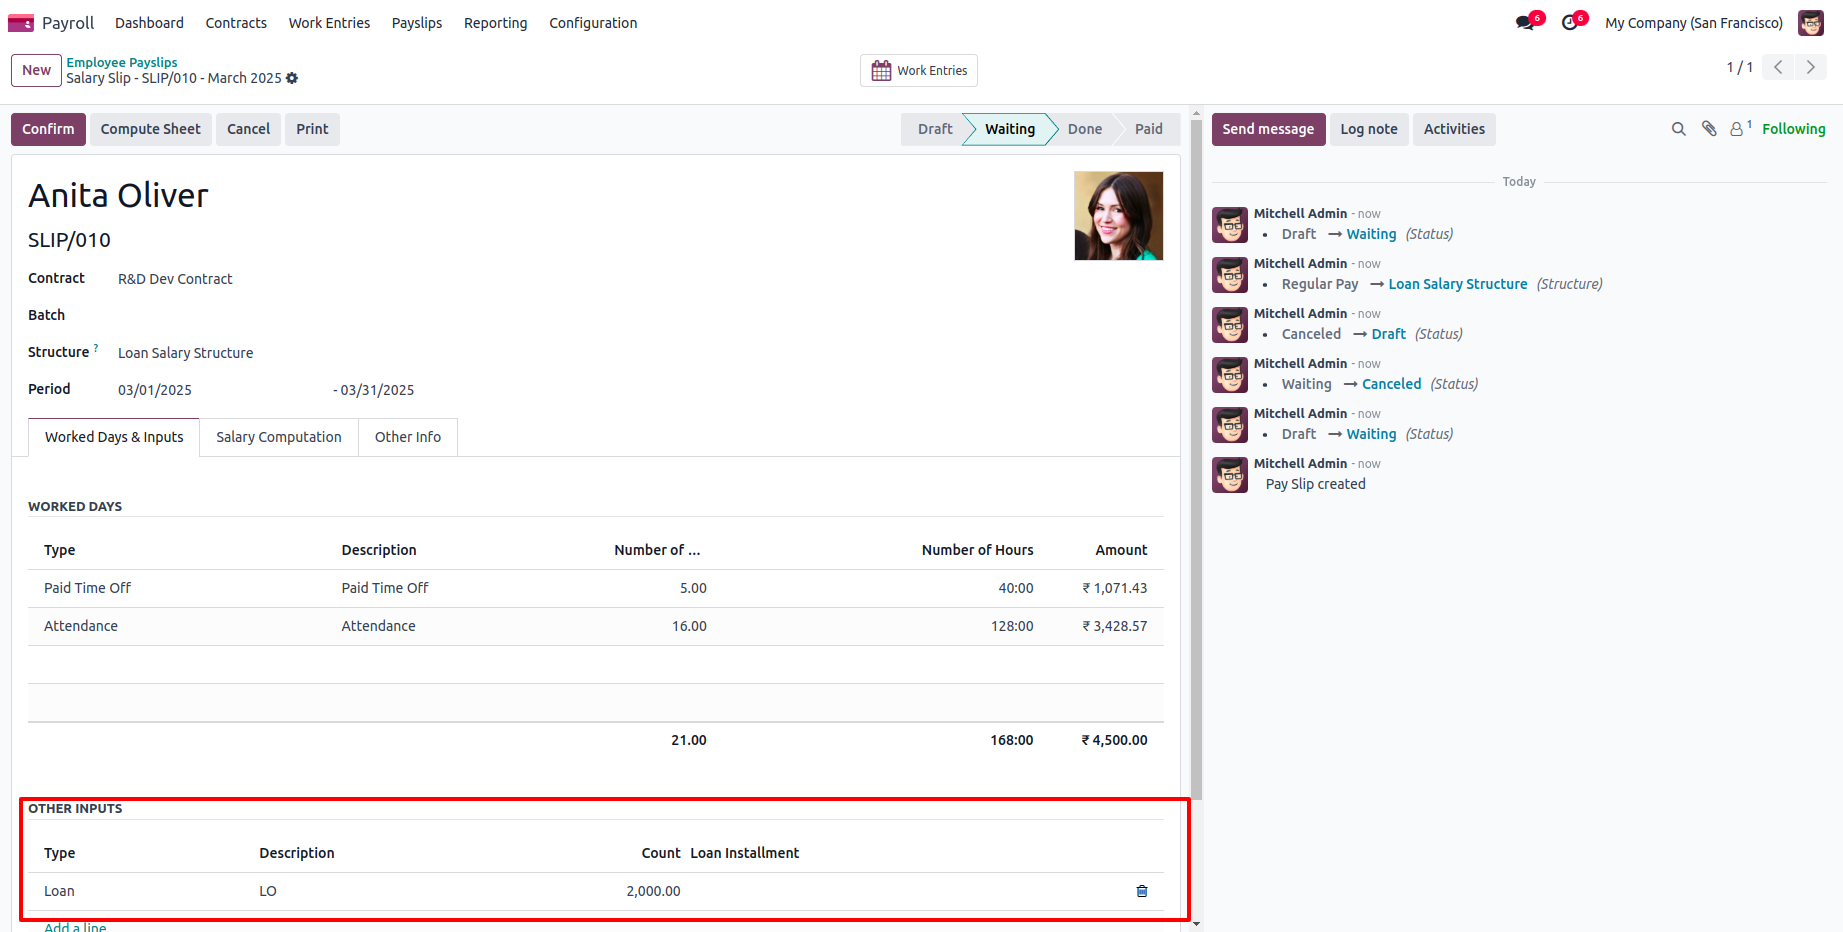 Payroll Dashboard Contracts Work Entries Payslips Reporting Configuration 6 6 My Company (San Francisco)
New Employee Payslips
Salary Slip - SLIP/010 - March 2025
Work Entries
1 / 1
Confirm Compute Sheet Cancel Print Draft Waiting Done Paid
Send message Log note Activities 1 Following
Anita Oliver
SLIP/010
Contract R&D Dev Contract
Batch
Structure ? Loan Salary Structure
Period 03/01/2025 - 03/31/2025
Worked Days & Inputs Salary Computation Other Info
WORKED DAYS
Type Description Number of ... Number of Hours Amount
Paid Time Off Paid Time Off 5.00 40:00 ₹ 1,071.43
Attendance Attendance 16.00 128:00 ₹ 3,428.57
21.00 168:00 ₹ 4,500.00
OTHER INPUTS
Type Description Count Loan Installment
Loan LO 2,000.00
Add a line
Today
Mitchell Admin - now
• Draft → Waiting (Status)
Mitchell Admin - now
• Regular Pay → Loan Salary Structure (Structure)
Mitchell Admin - now
• Canceled → Draft (Status)
Mitchell Admin - now
• Waiting → Canceled (Status)
Mitchell Admin - now
• Draft → Waiting (Status)
Mitchell Admin - now
Pay Slip created